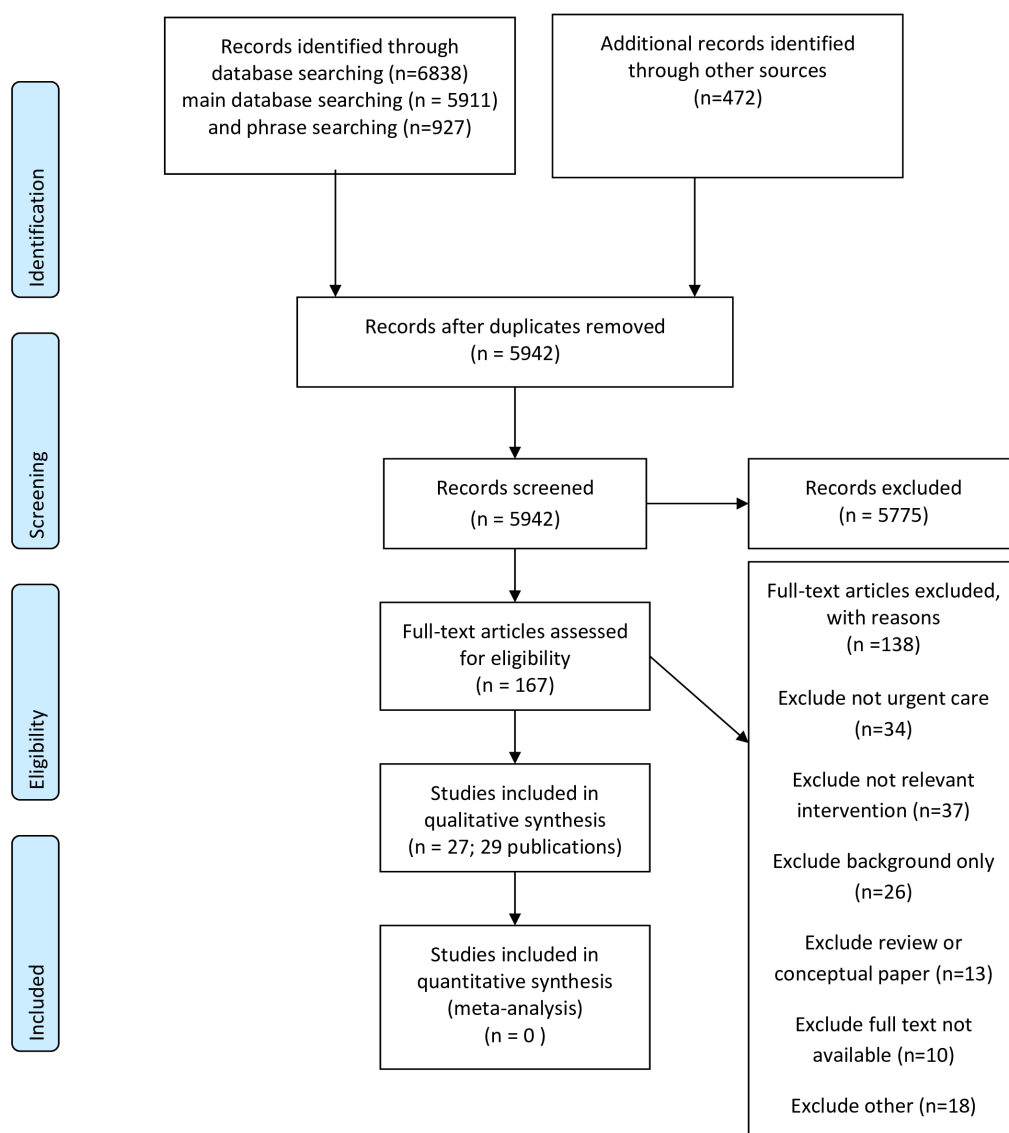 Records identified through
database searching (n=6838)
main database searching (n = 5911)
and phrase searching (n=927)
Additional records identified
through other sources
(n=472)
Identification
Records after duplicates removed
(n = 5942)
Screening
Records screened
(n = 5942)
Records excluded
(n = 5775)
Eligibility
Full-text articles assessed
for eligibility
(n = 167)
Full-text articles excluded,
with reasons
(n =138)
Exclude not urgent care
(n=34)
Exclude not relevant
intervention (n=37)
Exclude background only
(n=26)
Exclude review or
conceptual paper (n=13)
Exclude full text not
available (n=10)
Exclude other (n=18)
Studies included in
qualitative synthesis
(n = 27; 29 publications)
Included
Studies included in
quantitative synthesis
(meta-analysis)
(n = 0 )